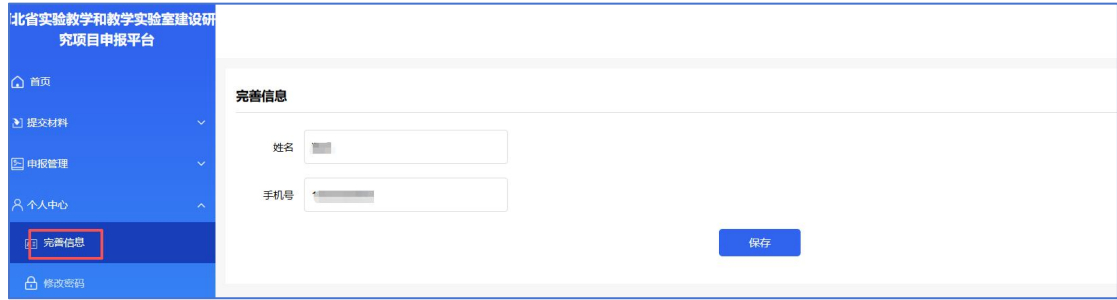 北省实验教学和教学实验室建设研
究项目申报平台
首页
提交材料
申报管理
个人中心
完善信息
修改密码
完善信息
姓名
手机号
保存